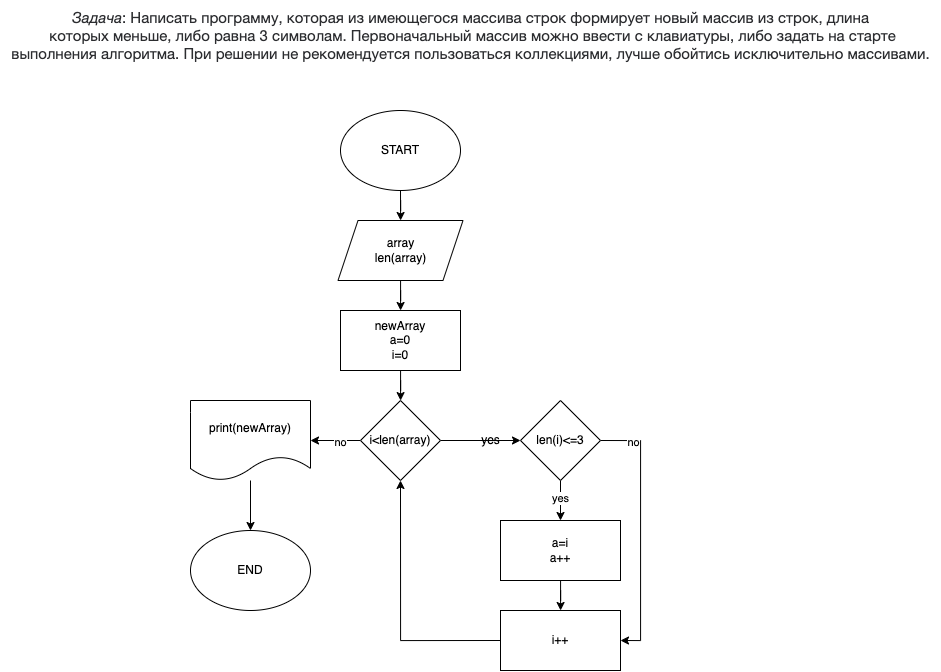 Задача: Написать программу, которая из имеющегося массива строк формирует новый массив из строк, длина
которых меньше, либо равна 3 символам. Первоначальный массив можно ввести с клавиатуры, либо задать на старте
выполнения алгоритма. При решении не рекомендуется пользоваться коллекциями, лучше обойтись исключительно массивами.
START
array
len(array)
newArray
a=0
i=0
print(newArray)
no
i<len(array)
yes
len(i)<=3
no
yes
a=i
a++
END
i++